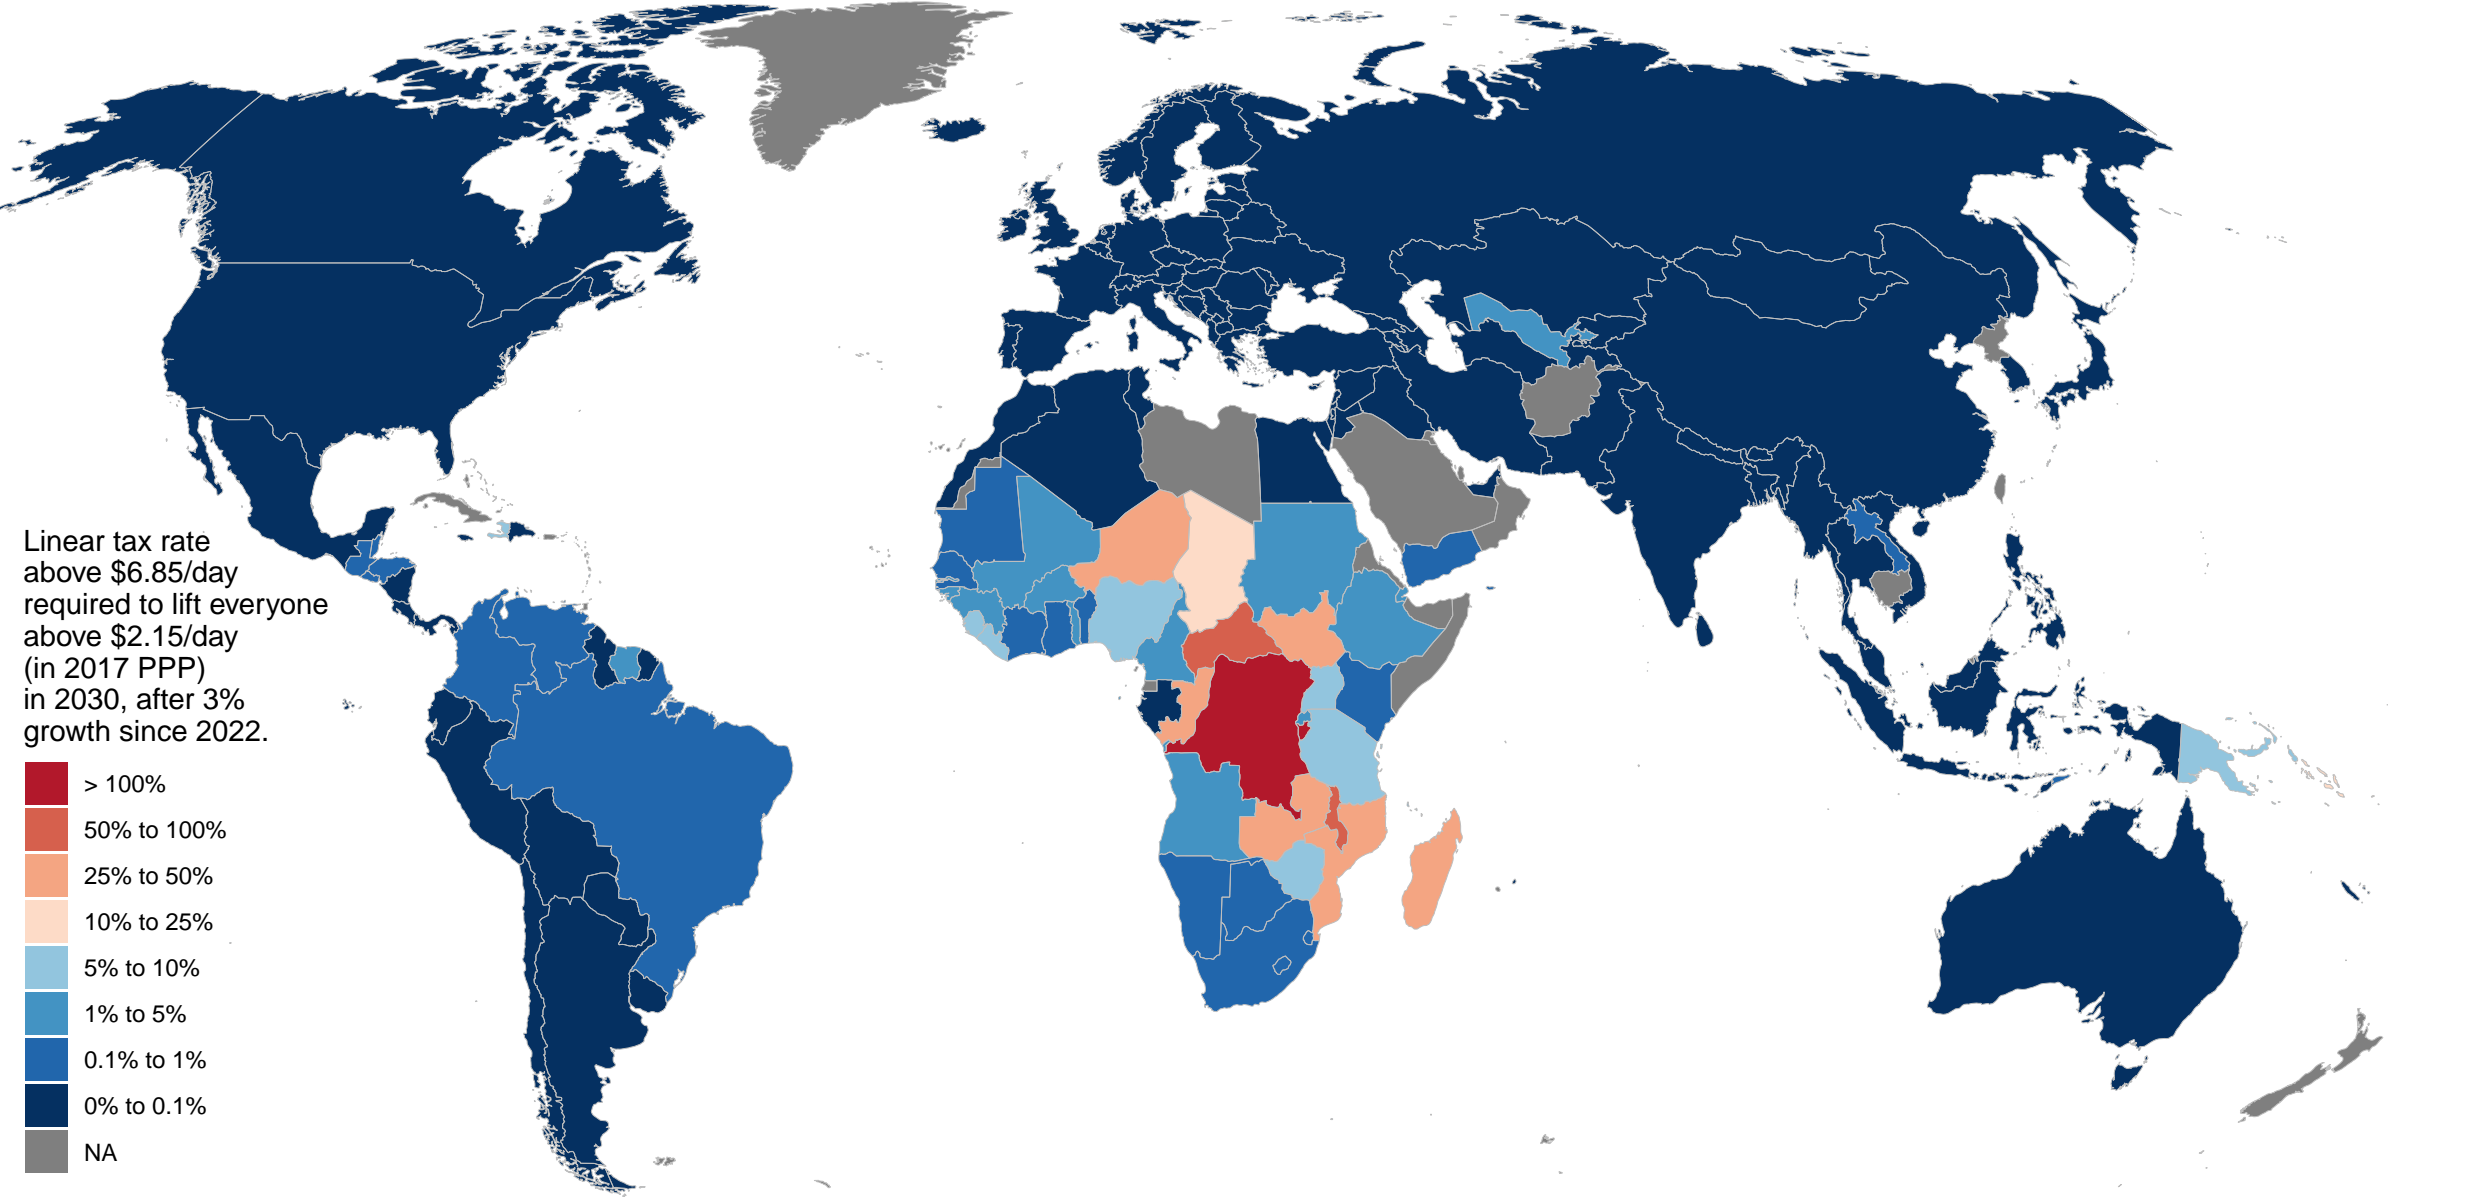 Linear tax rate
above $6.85/day
required to lift everyone
above $2.15/day
(in 2017 PPP)
in 2030, after 3%
growth since 2022.
> 100%
50% to 100%
25% to 50%
10% to 25%
5% to 10%
1% to 5%
0.1% to 1%
0% to 0.1%
NA